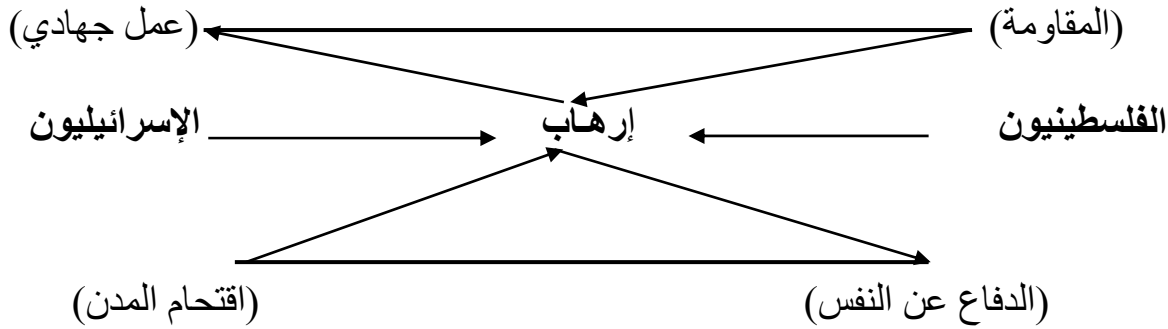 (المقاومة) (عمل جهادي)
الفلسطينيون إرهاب الإسرائيليون
(الدفاع عن النفس) (اقتحام المدن)